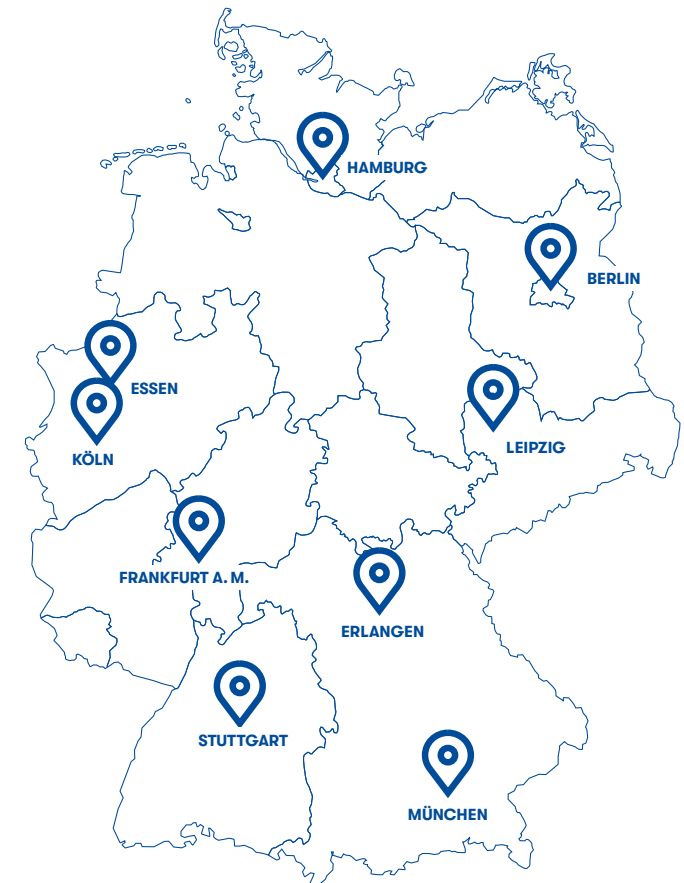 HAMBURG
BERLIN
ESSEN
LEIPZIG
KÖLN
FRANKFURT A. M.
ERLANGEN
STUTTGART
MÜNCHEN